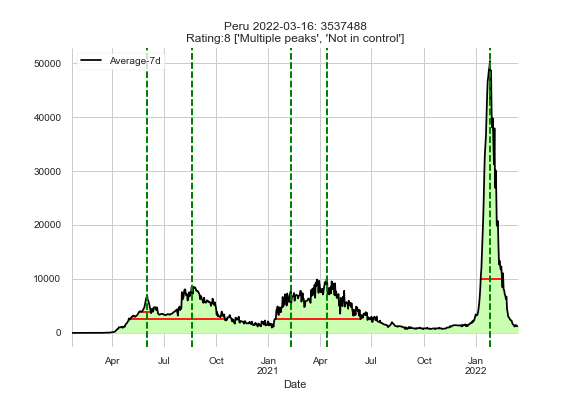 Peru 2022-03-16: 3537488
Rating:8 ['Multiple peaks', 'Not in control']
Average-7d
50000
40000
30000
20000
10000
0
Apr Jul Oct Jan Apr Jul Oct Jan
2021 2022
Date